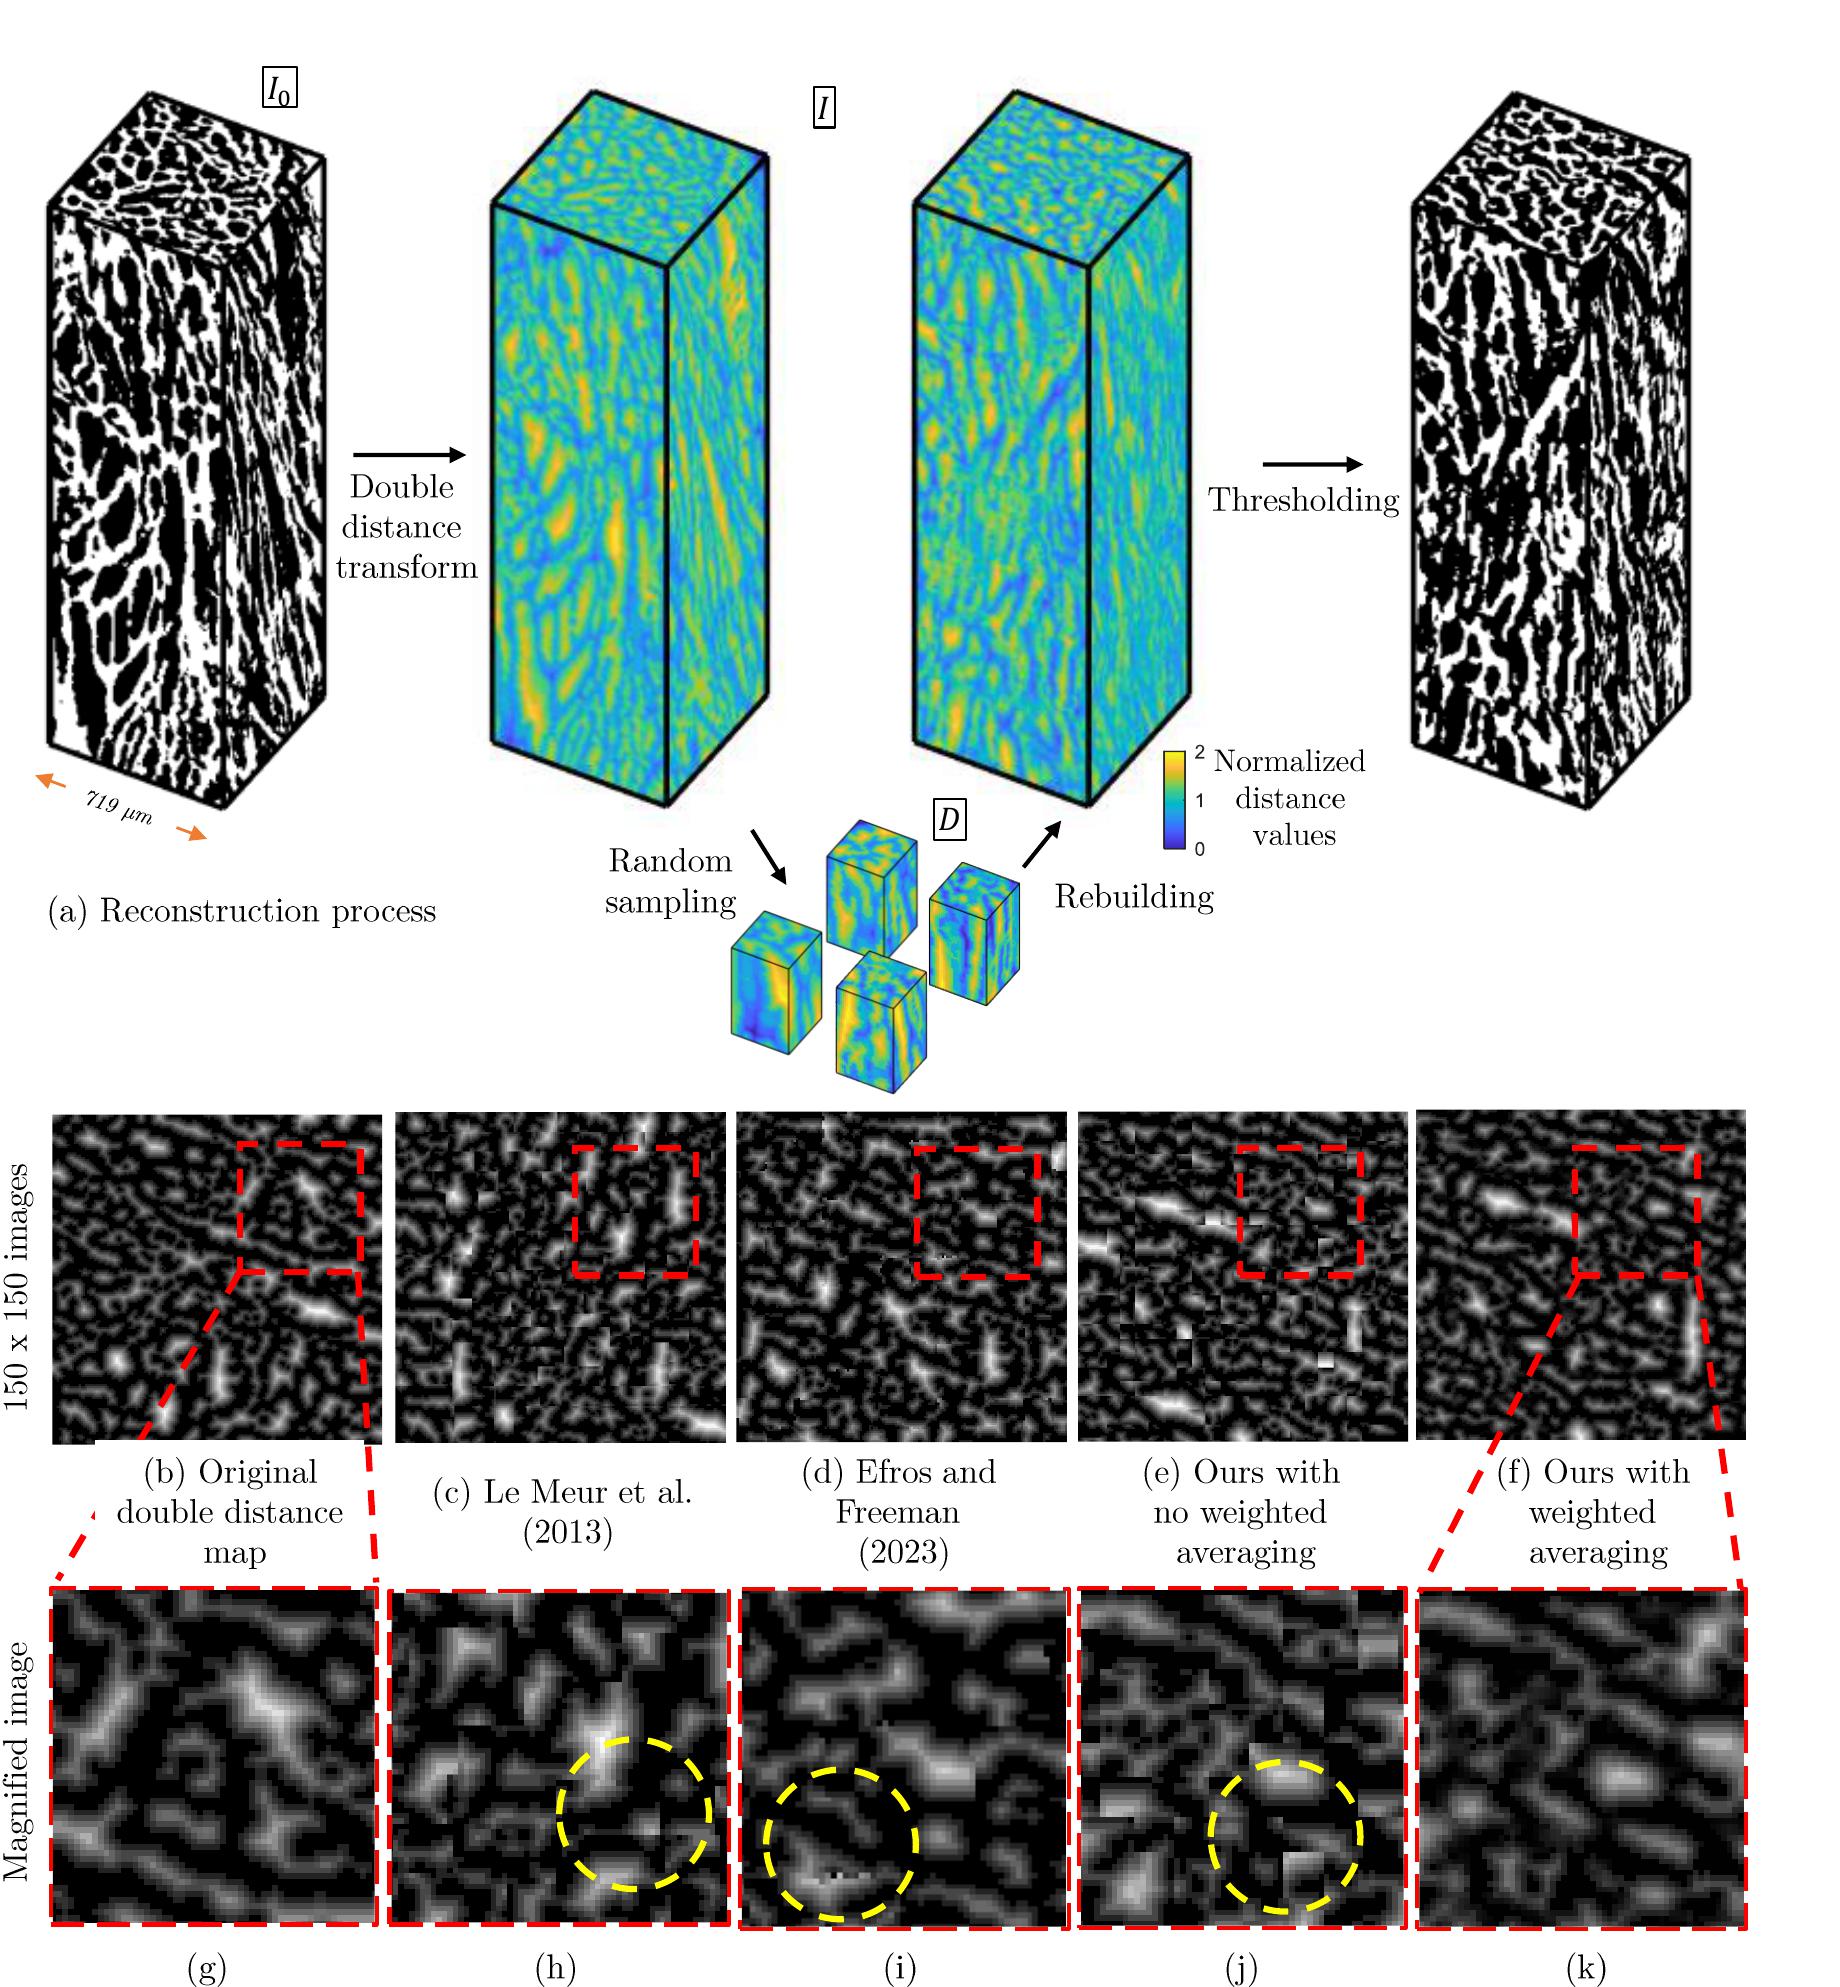 I0
I
Double
distance
transform
Thresholding
2
1
0
Normalized
distance
values
719 μm
D
Random
sampling
Rebuilding
(a) Reconstruction process
150 x 150 images
(b) Original
double distance
map
(c) Le Meur et al.
(2013)
(d) Efros and
Freeman
(2023)
(e) Ours with
no weighted
averaging
(f) Ours with
weighted
averaging
Magnified image
(g)
(h)
(i)
(j)
(k)